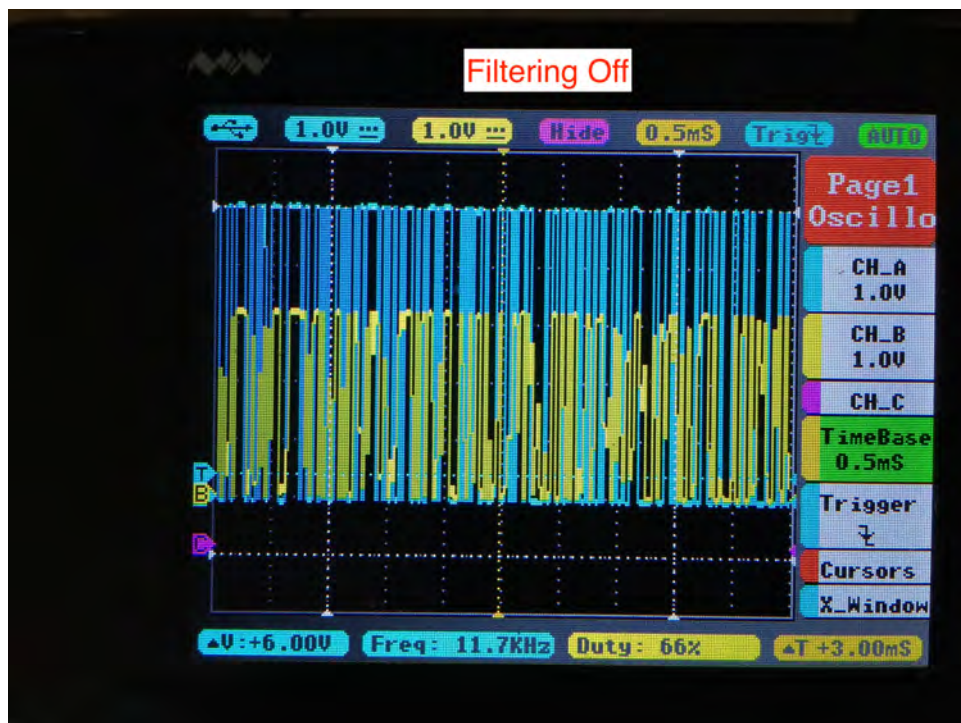 Filtering Off
1.0V 1.0V Hide 0.5mS Trig AUTO
Page1
Oscillo
CH_A
1.0V
CH_B
1.0V
CH_C
TimeBase
0.5mS
Trigger
Cursors
X_Window
T
B
▲V:+6.00V Freq: 11.7KHz Duty: 66% ▲T +3.00mS